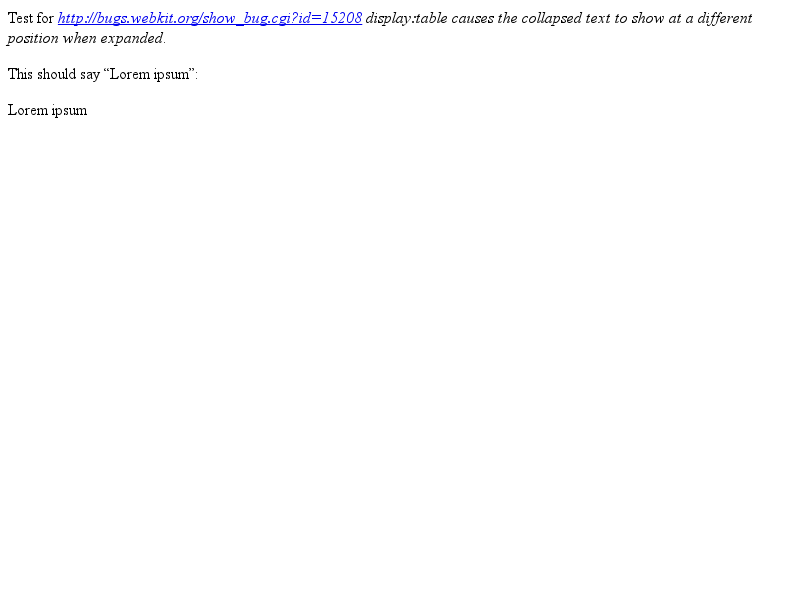 Test for http://bugs.webkit.org/show_bug.cgi?id=15208 display:table causes the collapsed text to show at a different
position when expanded.
This should say “Lorem ipsum”:
Lorem ipsum